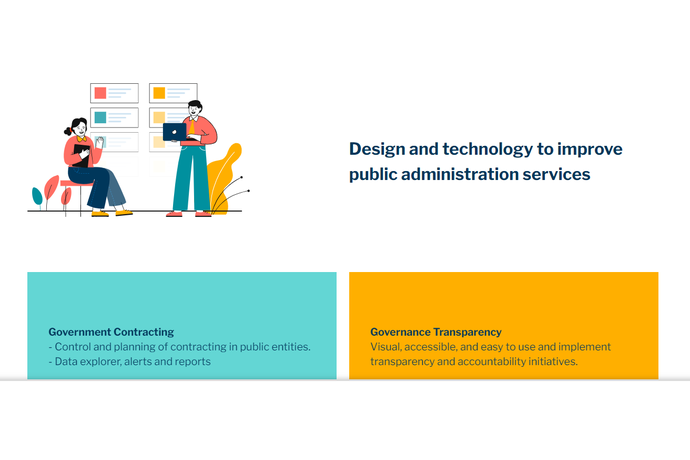 Design and technology to improve
public administration services
Government Contracting
- Control and planning of contracting in public entities.
- Data explorer, alerts and reports
Governance Transparency
Visual, accessible, and easy to use and implement
transparency and accountability initiatives.